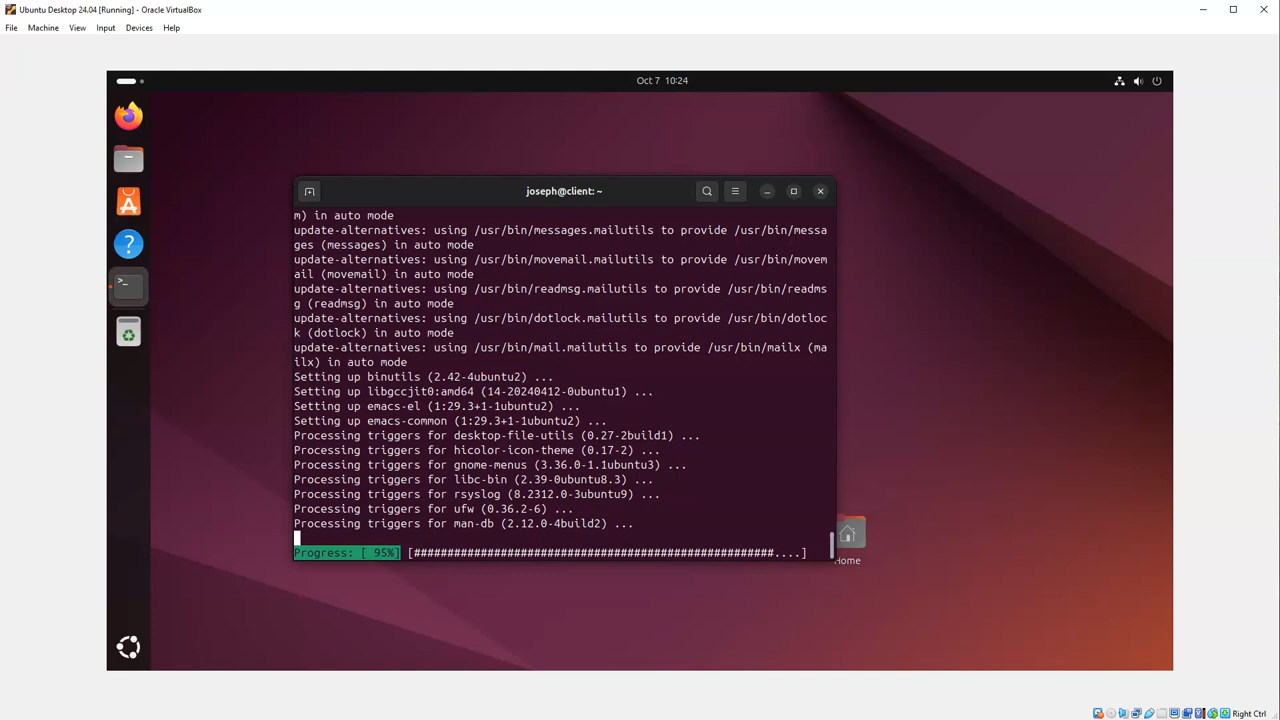 Ubuntu Desktop 24.04 [Running] - Oracle VirtualBox
File Machine View Input Devices Help
Oct 7 10:24
joseph@client: ~
m) in auto mode
update-alternatives: using /usr/bin/messages.mailutils to provide /usr/bin/messa
ges (messages) in auto mode
update-alternatives: using /usr/bin/movemail.mailutils to provide /usr/bin/movem
ail (movemail) in auto mode
update-alternatives: using /usr/bin/readmsg.mailutils to provide /usr/bin/readms
g (readmsg) in auto mode
update-alternatives: using /usr/bin/dotlock.mailutils to provide /usr/bin/dotloc
k (dotlock) in auto mode
update-alternatives: using /usr/bin/mail.mailutils to provide /usr/bin/mailx (ma
ilx) in auto mode
Setting up binutils (2.42-4ubuntu2) ...
Setting up libgccjit0:amd64 (14-20240412-0ubuntu1) ...
Setting up emacs-el (1:29.3+1-1ubuntu2) ...
Setting up emacs-common (1:29.3+1-1ubuntu2) ...
Processing triggers for desktop-file-utils (0.27-2build1) ...
Processing triggers for hicolor-icon-theme (0.17-2) ...
Processing triggers for gnome-menus (3.36.0-1.1ubuntu3) ...
Processing triggers for libc-bin (2.39-0ubuntu8.3) ...
Processing triggers for rsyslog (8.2312.0-3ubuntu9) ...
Processing triggers for ufw (0.36.2-6) ...
Processing triggers for man-db (2.12.0-4build2) ...
Progress: [ 95%] [######################################################....]
Home
Right Ctrl